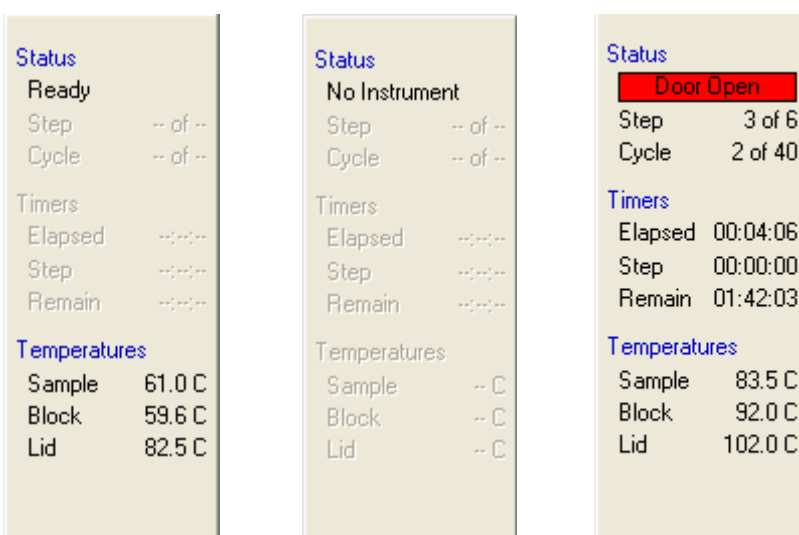 Status
Ready
Step -- of --
Cycle -- of --
Timers
Elapsed --:--:--
Step --:--:--
Remain --:--:--
Temperatures
Sample 61.0 C
Block 59.6 C
Lid 82.5 C
Status
No Instrument
Step -- of --
Cycle -- of --
Timers
Elapsed --:--:--
Step --:--:--
Remain --:--:--
Temperatures
Sample -- C
Block -- C
Lid -- C
Status
Door Open
Step 3 of 6
Cycle 2 of 40
Timers
Elapsed 00:04:06
Step 00:00:00
Remain 01:42:03
Temperatures
Sample 83.5 C
Block 92.0 C
Lid 102.0 C